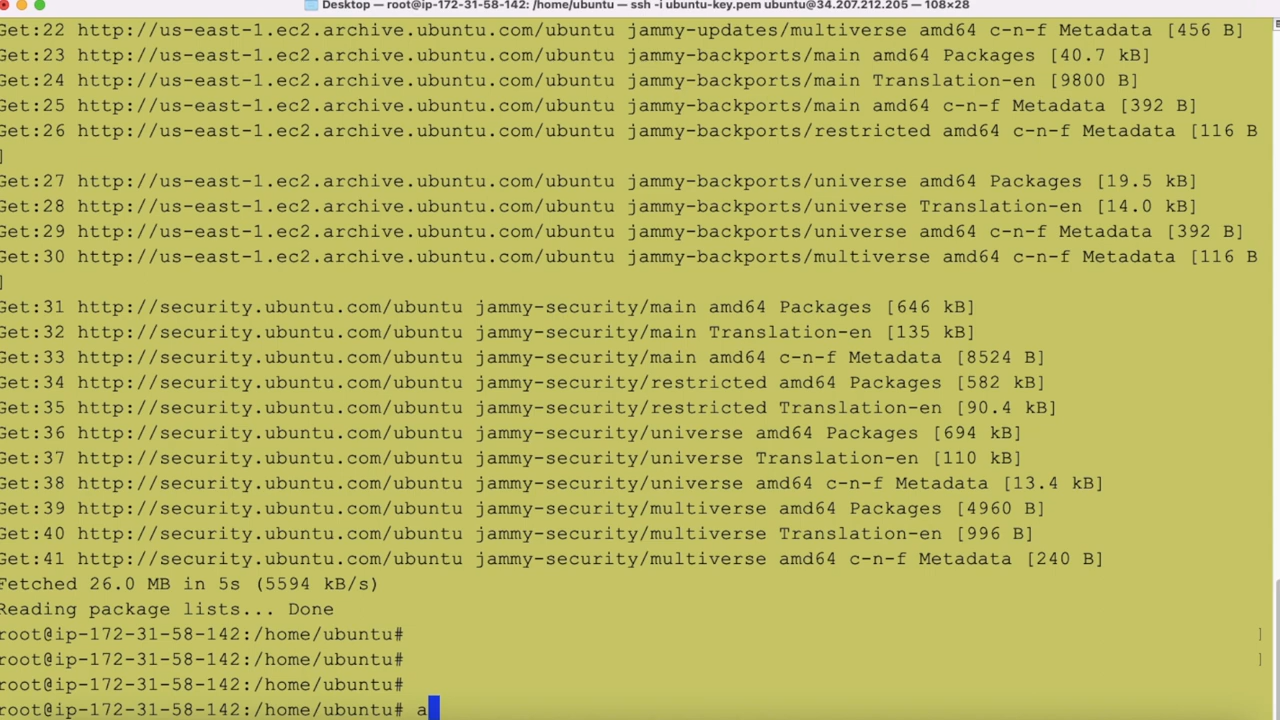 Desktop — root@ip-172-31-58-142: /home/ubuntu — ssh -i ubuntu-key.pem ubuntu@34.207.212.205 — 108×28
Get:22 http://us-east-1.ec2.archive.ubuntu.com/ubuntu jammy-updates/multiverse amd64 c-n-f Metadata [456 B]
Get:23 http://us-east-1.ec2.archive.ubuntu.com/ubuntu jammy-backports/main amd64 Packages [40.7 kB]
Get:24 http://us-east-1.ec2.archive.ubuntu.com/ubuntu jammy-backports/main Translation-en [9800 B]
Get:25 http://us-east-1.ec2.archive.ubuntu.com/ubuntu jammy-backports/main amd64 c-n-f Metadata [392 B]
Get:26 http://us-east-1.ec2.archive.ubuntu.com/ubuntu jammy-backports/restricted amd64 c-n-f Metadata [116 B
]
Get:27 http://us-east-1.ec2.archive.ubuntu.com/ubuntu jammy-backports/universe amd64 Packages [19.5 kB]
Get:28 http://us-east-1.ec2.archive.ubuntu.com/ubuntu jammy-backports/universe Translation-en [14.0 kB]
Get:29 http://us-east-1.ec2.archive.ubuntu.com/ubuntu jammy-backports/universe amd64 c-n-f Metadata [392 B]
Get:30 http://us-east-1.ec2.archive.ubuntu.com/ubuntu jammy-backports/multiverse amd64 c-n-f Metadata [116 B
]
Get:31 http://security.ubuntu.com/ubuntu jammy-security/main amd64 Packages [646 kB]
Get:32 http://security.ubuntu.com/ubuntu jammy-security/main Translation-en [135 kB]
Get:33 http://security.ubuntu.com/ubuntu jammy-security/main amd64 c-n-f Metadata [8524 B]
Get:34 http://security.ubuntu.com/ubuntu jammy-security/restricted amd64 Packages [582 kB]
Get:35 http://security.ubuntu.com/ubuntu jammy-security/restricted Translation-en [90.4 kB]
Get:36 http://security.ubuntu.com/ubuntu jammy-security/universe amd64 Packages [694 kB]
Get:37 http://security.ubuntu.com/ubuntu jammy-security/universe Translation-en [110 kB]
Get:38 http://security.ubuntu.com/ubuntu jammy-security/universe amd64 c-n-f Metadata [13.4 kB]
Get:39 http://security.ubuntu.com/ubuntu jammy-security/multiverse amd64 Packages [4960 B]
Get:40 http://security.ubuntu.com/ubuntu jammy-security/multiverse Translation-en [996 B]
Get:41 http://security.ubuntu.com/ubuntu jammy-security/multiverse amd64 c-n-f Metadata [240 B]
Fetched 26.0 MB in 5s (5594 kB/s)
Reading package lists... Done
root@ip-172-31-58-142:/home/ubuntu# ]
root@ip-172-31-58-142:/home/ubuntu# ]
root@ip-172-31-58-142:/home/ubuntu#
root@ip-172-31-58-142:/home/ubuntu# a